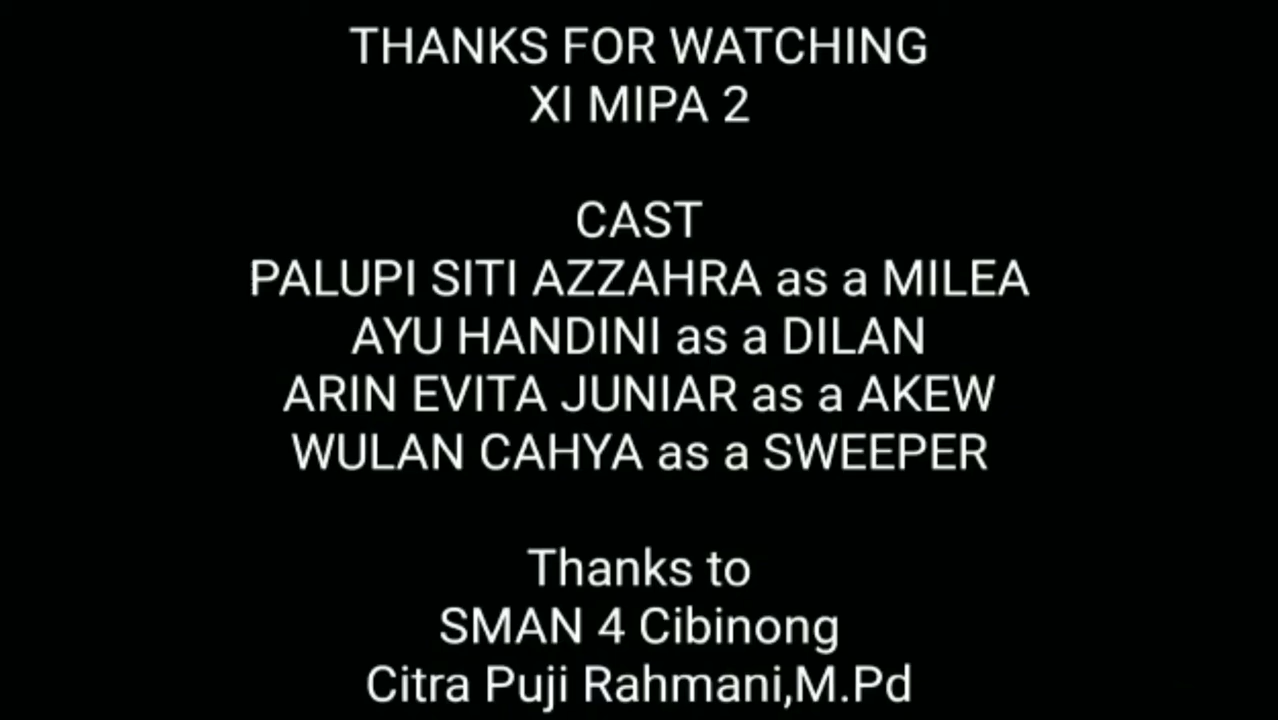 THANKS FOR WATCHING
XI MIPA 2
CAST
PALUPI SITI AZZAHRA as a MILEA
AYU HANDINI as a DILAN
ARIN EVITA JUNIAR as a AKEW
WULAN CAHYA as a SWEEPER
Thanks to
SMAN 4 Cibinong
Citra Puji Rahmani,M.Pd